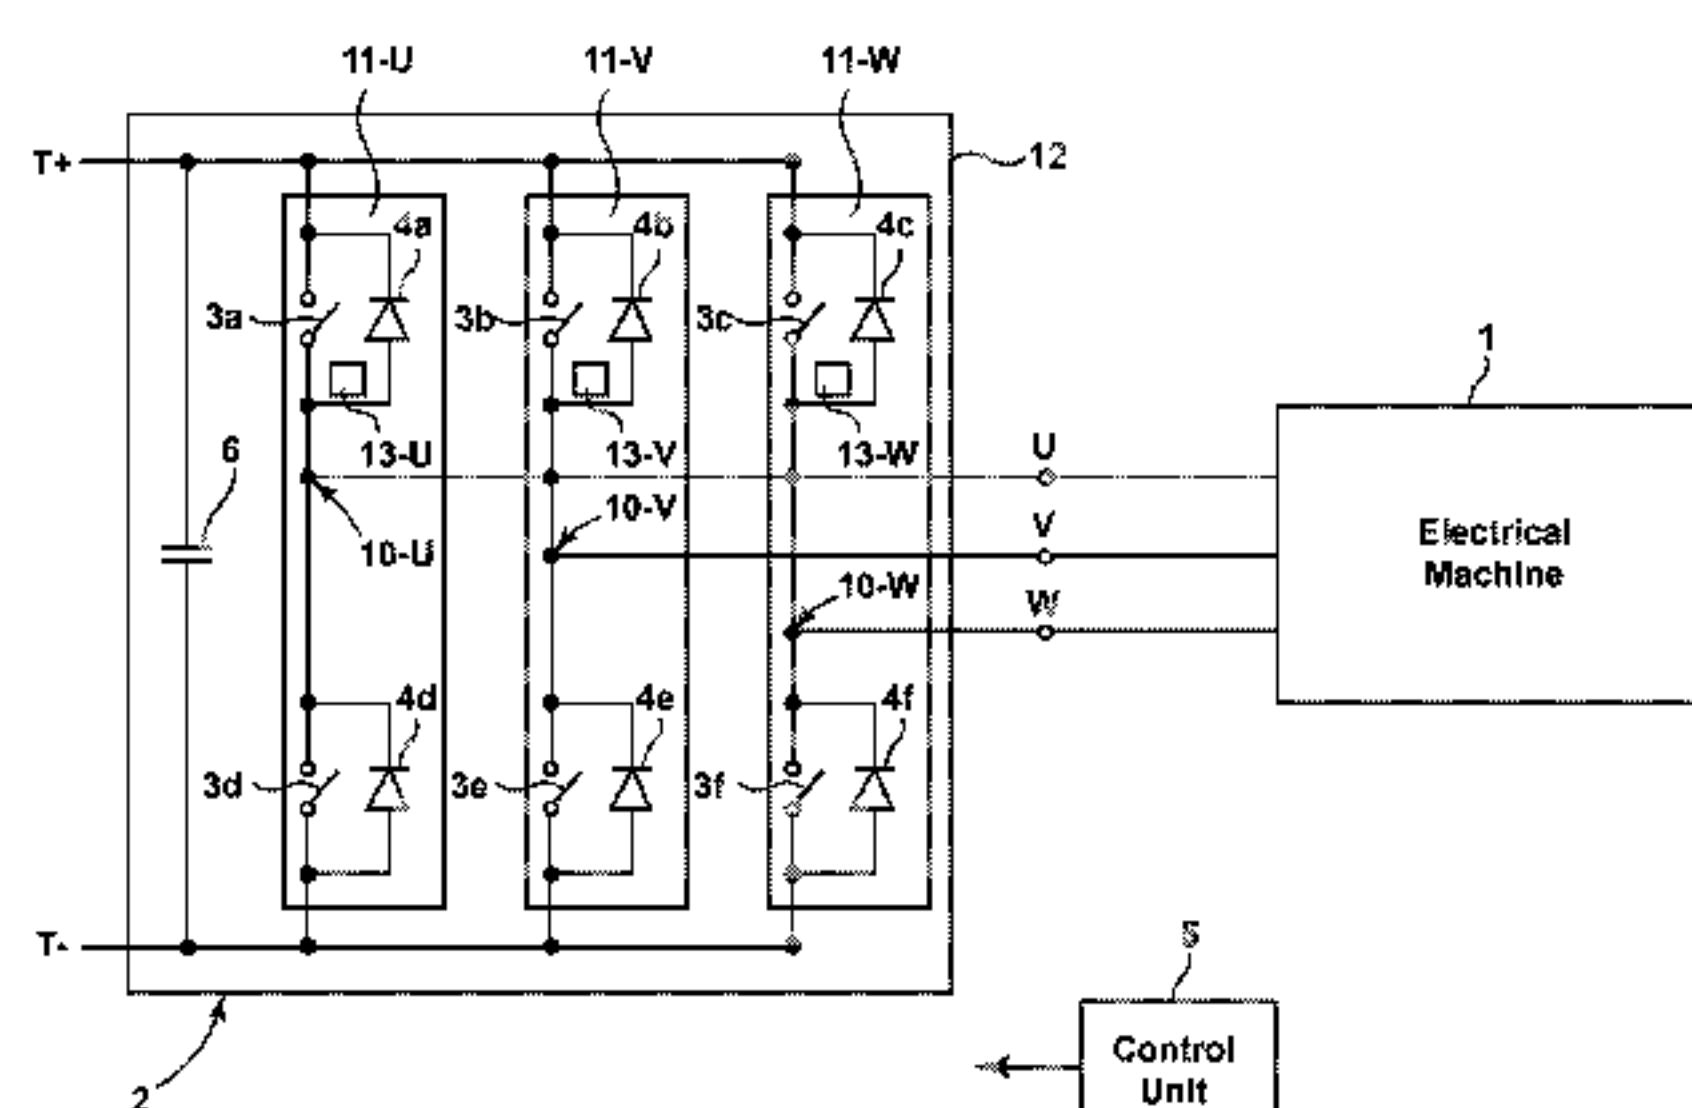 11-U 11-V 11-W
T+ 12
4a 4b 4c
3a 3b 3c
1
13-U 13-V 13-W
6 U
10-V V
10-U
Electrical
Machine
10-W W
4d 4e 4f
3d 3e 3f
T-
5
Control
Unit
2